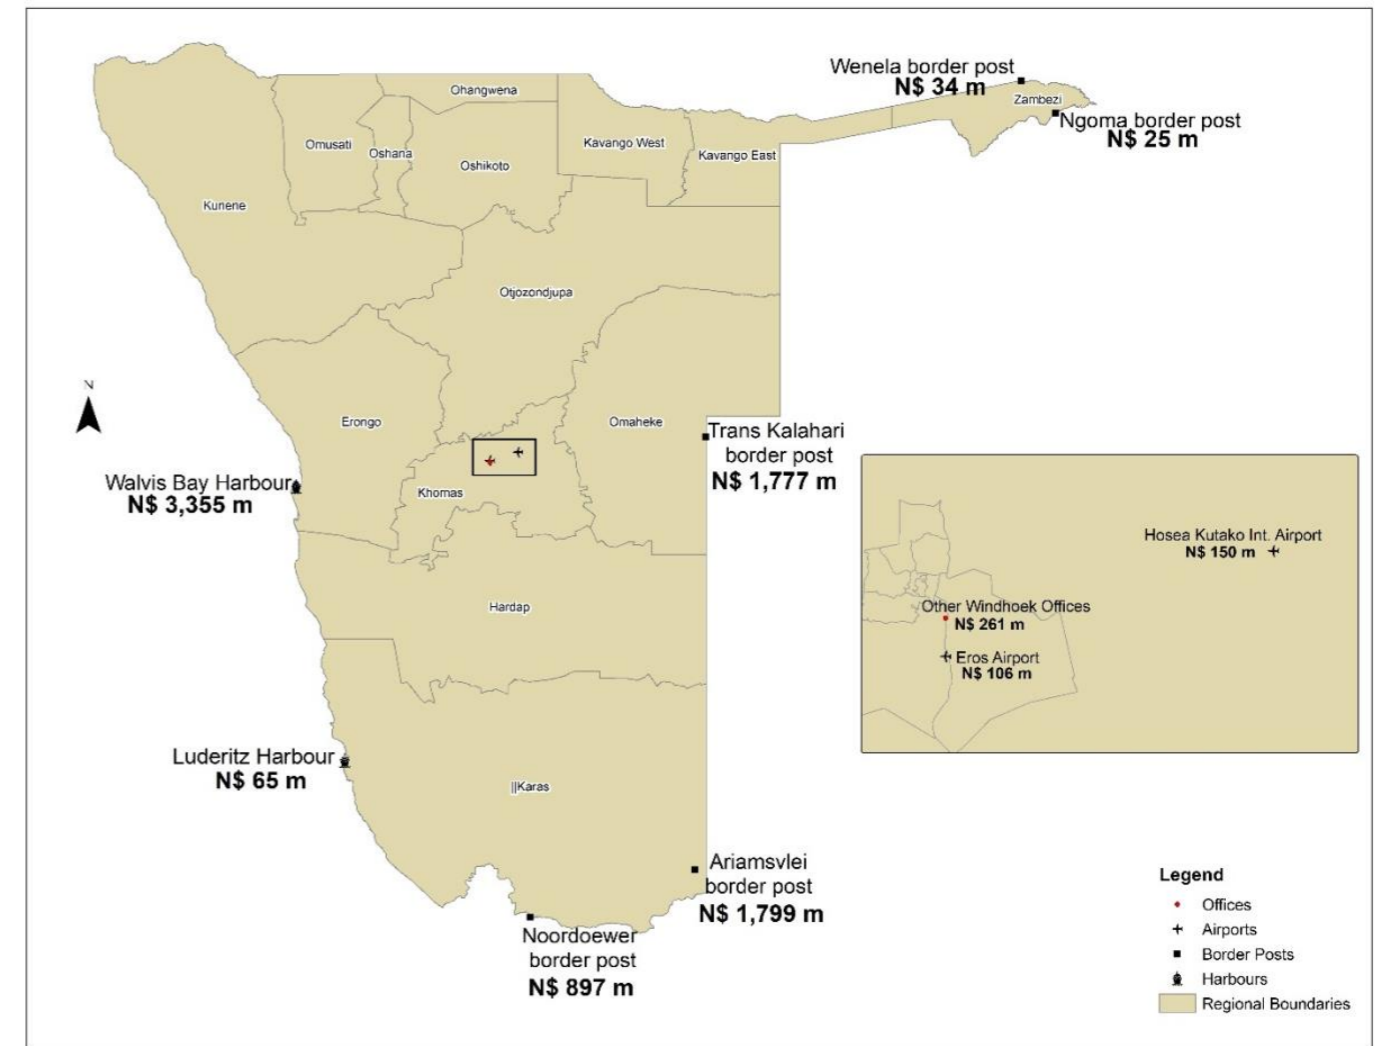 Wenela border post
N$ 34 m
Ohangwena
Zambezi
Ngoma border post
N$ 25 m
Omusati
Oshana
Oshikoto
Kavango West
Kavango East
Kunene
Otjozondjupa
N
Erongo
Omaheke
Trans Kalahari
border post
N$ 1,777 m
Walvis Bay Harbour
N$ 3,355 m
Khomas
Hosea Kutako Int. Airport
N$ 150 m
Other Windhoek Offices
N$ 261 m
Eros Airport
N$ 106 m
Hardap
Luderitz Harbour
N$ 65 m
||Karas
Ariamsvlei
border post
N$ 1,799 m
Noordoewer
border post
N$ 897 m
Legend
Offices
Airports
Border Posts
Harbours
Regional Boundaries